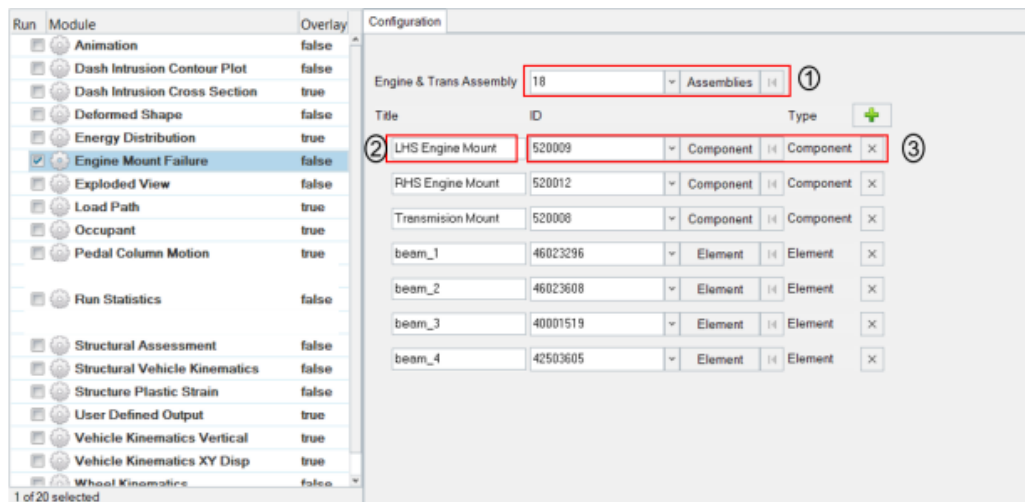 Run Module Overlay
Animation false
Dash Intrusion Contour Plot false
Dash Intrusion Cross Section true
Deformed Shape false
Energy Distribution true
Engine Mount Failure false
Exploded View false
Load Path true
Occupant true
Pedal Column Motion true
Run Statistics false
Structural Assessment false
Structural Vehicle Kinematics false
Structure Plastic Strain false
User Defined Output true
Vehicle Kinematics Vertical true
Vehicle Kinematics XY Disp true
Wheel Kinematics false
1 of 20 selected
Configuration
Engine & Trans Assembly 18 Assemblies ①
Title ID Type
② LHS Engine Mount 520009 Component Component ③
RHS Engine Mount 520012 Component Component
Transmision Mount 520008 Component Component
beam_1 46023296 Element Element
beam_2 46023608 Element Element
beam_3 40001519 Element Element
beam_4 42503605 Element Element